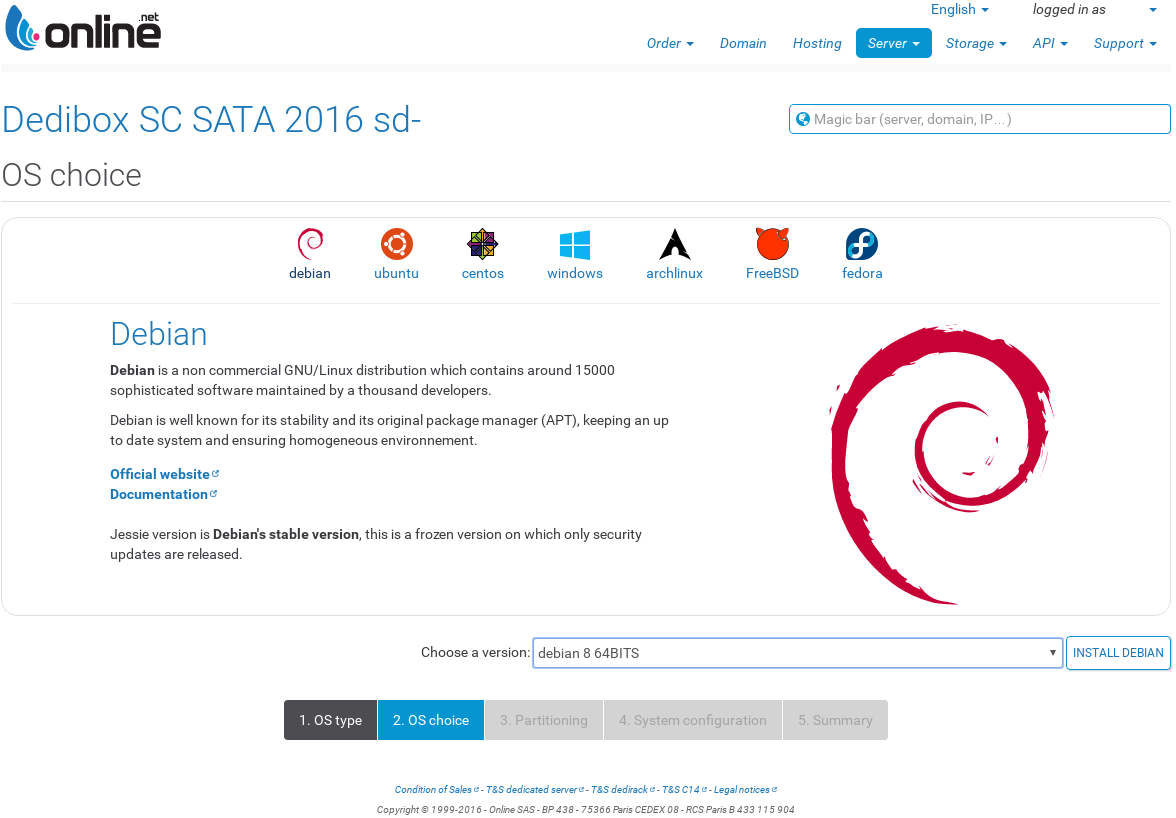 online .net
English logged in as
Order Domain Hosting Server Storage API Support
Dedibox SC SATA 2016 sd-
Magic bar (server, domain, IP…)
OS choice
debian ubuntu centos windows archlinux FreeBSD fedora
Debian
Debian is a non commercial GNU/Linux distribution which contains around 15000
sophisticated software maintained by a thousand developers.
Debian is well known for its stability and its original package manager (APT), keeping an up
to date system and ensuring homogeneous environnement.
Official website
Documentation
Jessie version is Debian's stable version, this is a frozen version on which only security
updates are released.
Choose a version: debian 8 64BITS INSTALL DEBIAN
1. OS type 2. OS choice 3. Partitioning 4. System configuration 5. Summary
Condition of Sales - T&S dedicated server - T&S dedirack - T&S C14 - Legal notices
Copyright © 1999-2016 - Online SAS - BP 438 - 75366 Paris CEDEX 08 - RCS Paris B 433 115 904